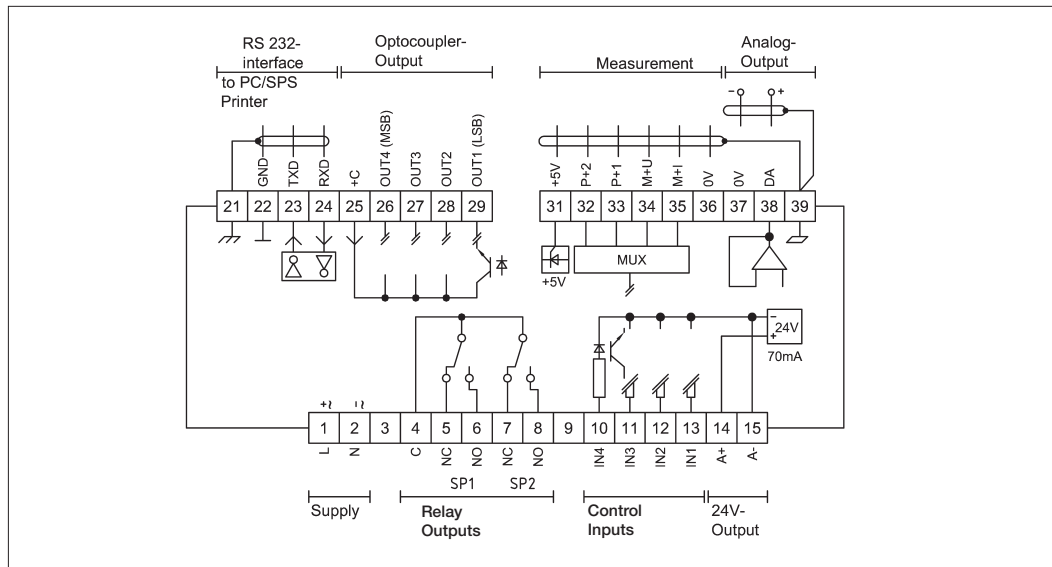 RS 232-
interface
to PC/SPS
Printer
Optocoupler-
Output
Measurement
Analog-
Output
− +
GND TXD RXD +C OUT4 (MSB) OUT3 OUT2 OUT1 (LSB)
+5V P+2 P+1 M+U M+I 0V 0V DA
21 22 23 24 25 26 27 28 29
31 32 33 34 35 36 37 38 39
+5V
MUX
− 24V +
70mA
+~ −~
1 2 3 4 5 6 7 8 9 10 11 12 13 14 15
L N C NC NO NC NO IN4 IN3 IN2 IN1 A+ A-
SP1 SP2
Supply
Relay
Outputs
Control
Inputs
24V-
Output